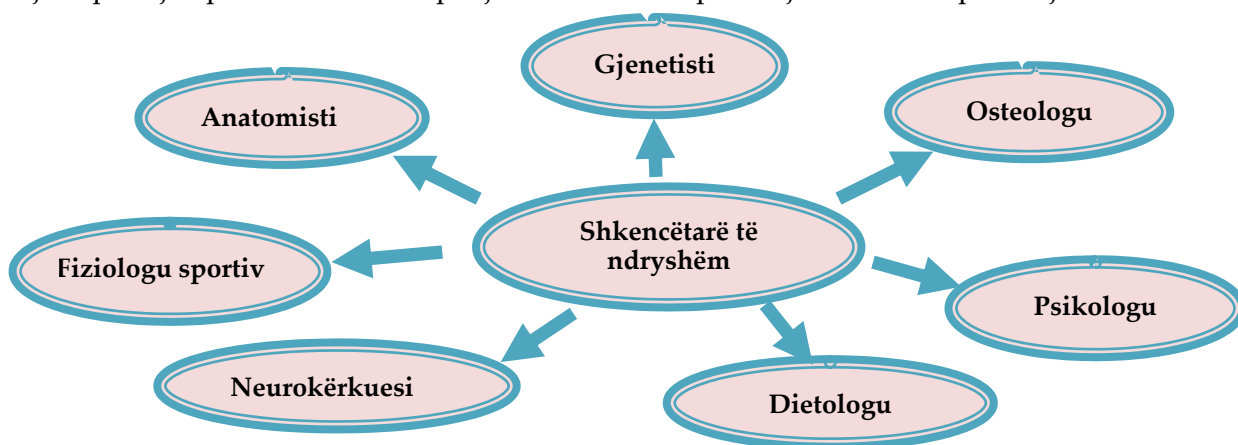 Gjenetisti
Anatomisti
Osteologu
Shkencëtarë të
ndryshëm
Fiziologu sportiv
Psikologu
Neurokërkuesi
Dietologu